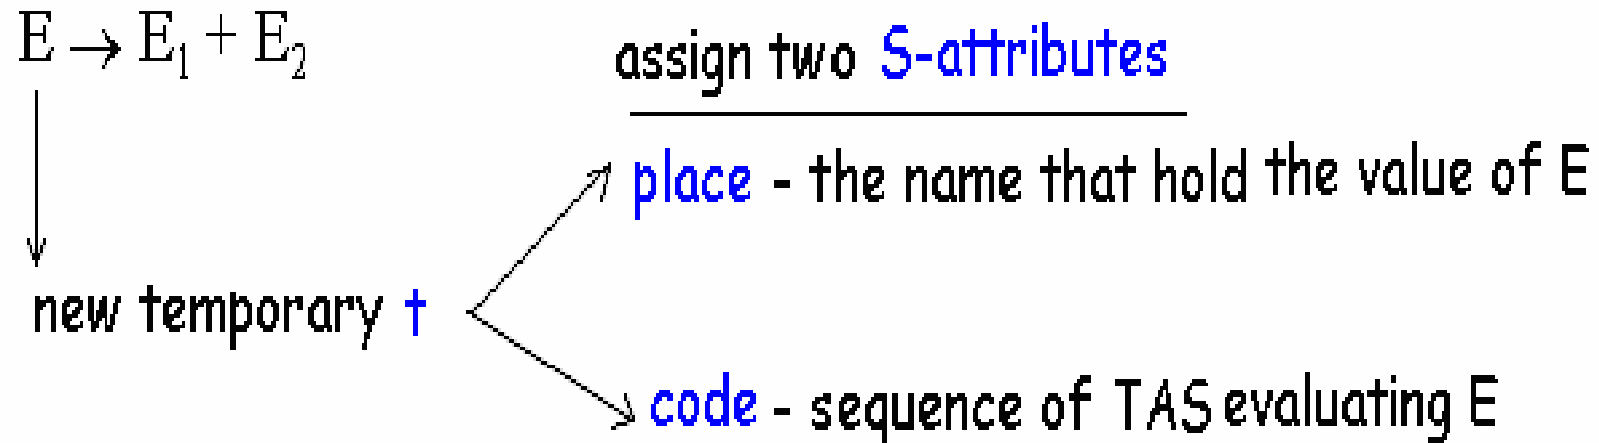 E → E₁ + E₂
assign two S-attributes
place - the name that hold the value of E
new temporary t
code - sequence of TAS evaluating E